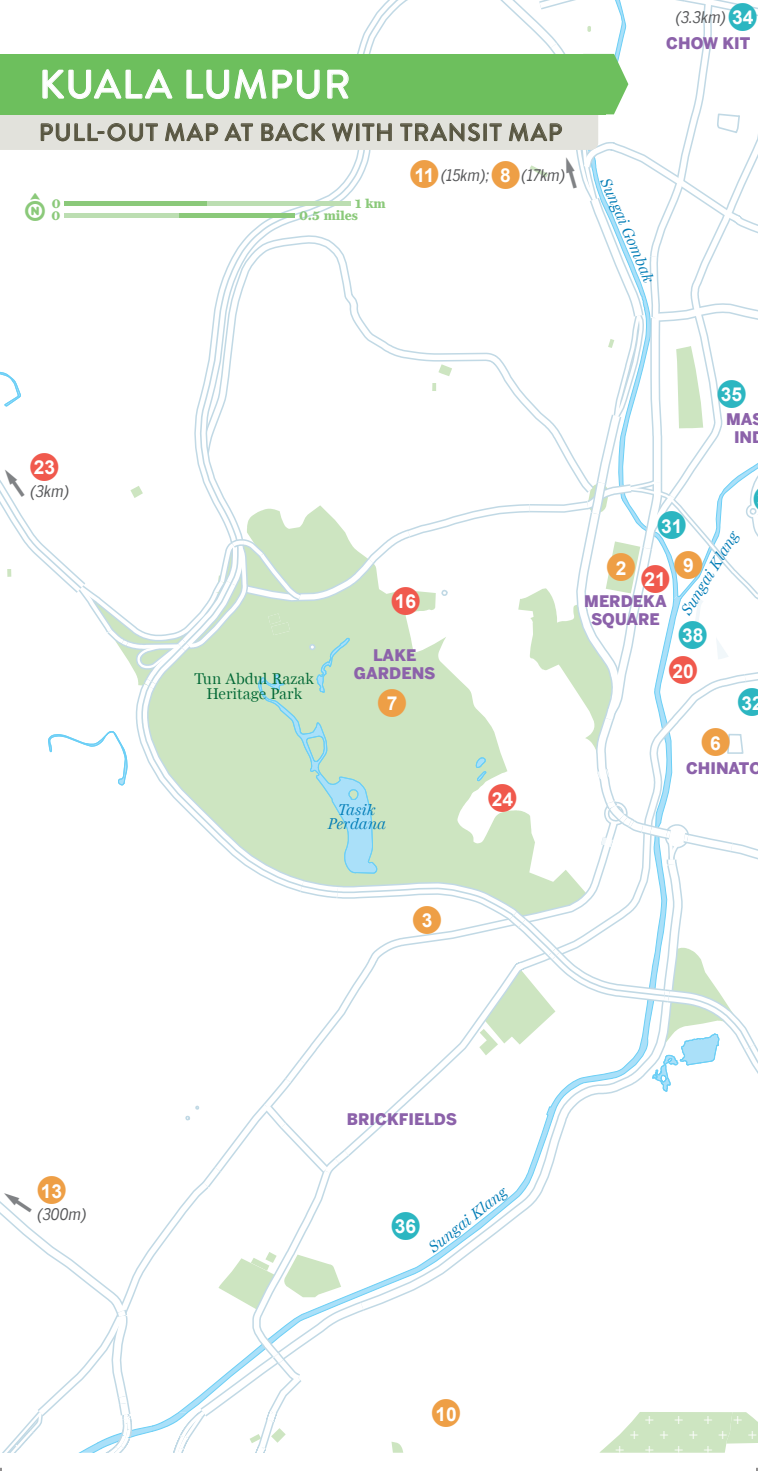 (3.3km) 34
CHOW KIT
KUALA LUMPUR
PULL-OUT MAP AT BACK WITH TRANSIT MAP
11 (15km); 8 (17km)
Sungai Gombak
N
0 1 km
0 0.5 miles
35
MAS
IND
23
(3km)
31
2
9
21
Sungai Klang
16
MERDEKA
SQUARE
38
LAKE
GARDENS
20
Tun Abdul Razak
Heritage Park
7
32
6
CHINATO
24
Tasik
Perdana
3
BRICKFIELDS
13
(300m)
36
Sungai Klang
10